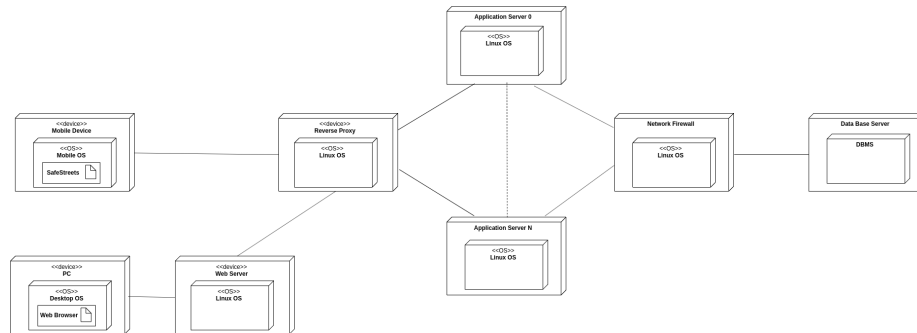 Application Server 0
<<OS>>
Linux OS
<<device>>
Mobile Device
<<OS>>
Mobile OS
SafeStreets
<<device>>
Reverse Proxy
<<OS>>
Linux OS
Network Firewall
<<OS>>
Linux OS
Data Base Server
DBMS
Application Server N
<<OS>>
Linux OS
<<device>>
PC
<<OS>>
Desktop OS
Web Browser
<<device>>
Web Server
<<OS>>
Linux OS